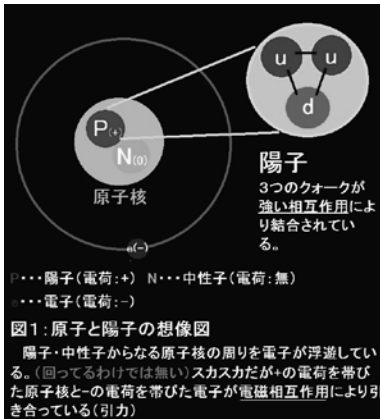 u u
d
P(+)
N(0)
原子核
陽子
3つのクォークが
強い相互作用によ
り結合されてい
る。
e(-)
P・・・陽子(電荷:+) N・・・中性子(電荷:無)
e・・・電子(電荷:-)
図1:原子と陽子の想像図
陽子・中性子からなる原子核の周りを電子が浮遊してい
る。(回ってるわけでは無い)スカスカだが+の電荷を帯び
た原子核と-の電荷を帯びた電子が電磁相互作用により引
き合っている(引力)